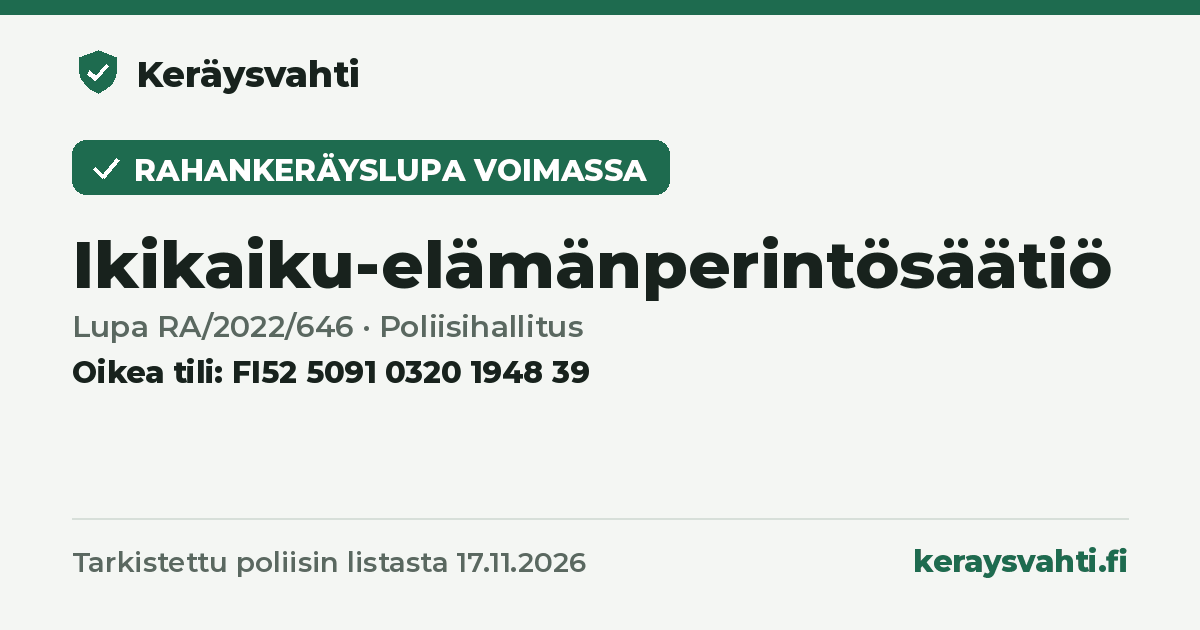 Keräysvahti
RAHANKERÄYSLUPA VOIMASSA
Ikikaiku-elämänperintösäätiö
Lupa RA/2022/646 · Poliisihallitus
Oikea tili: FI52 5091 0320 1948 39
Tarkistettu poliisin listasta 17.11.2026
keraysvahti.fi